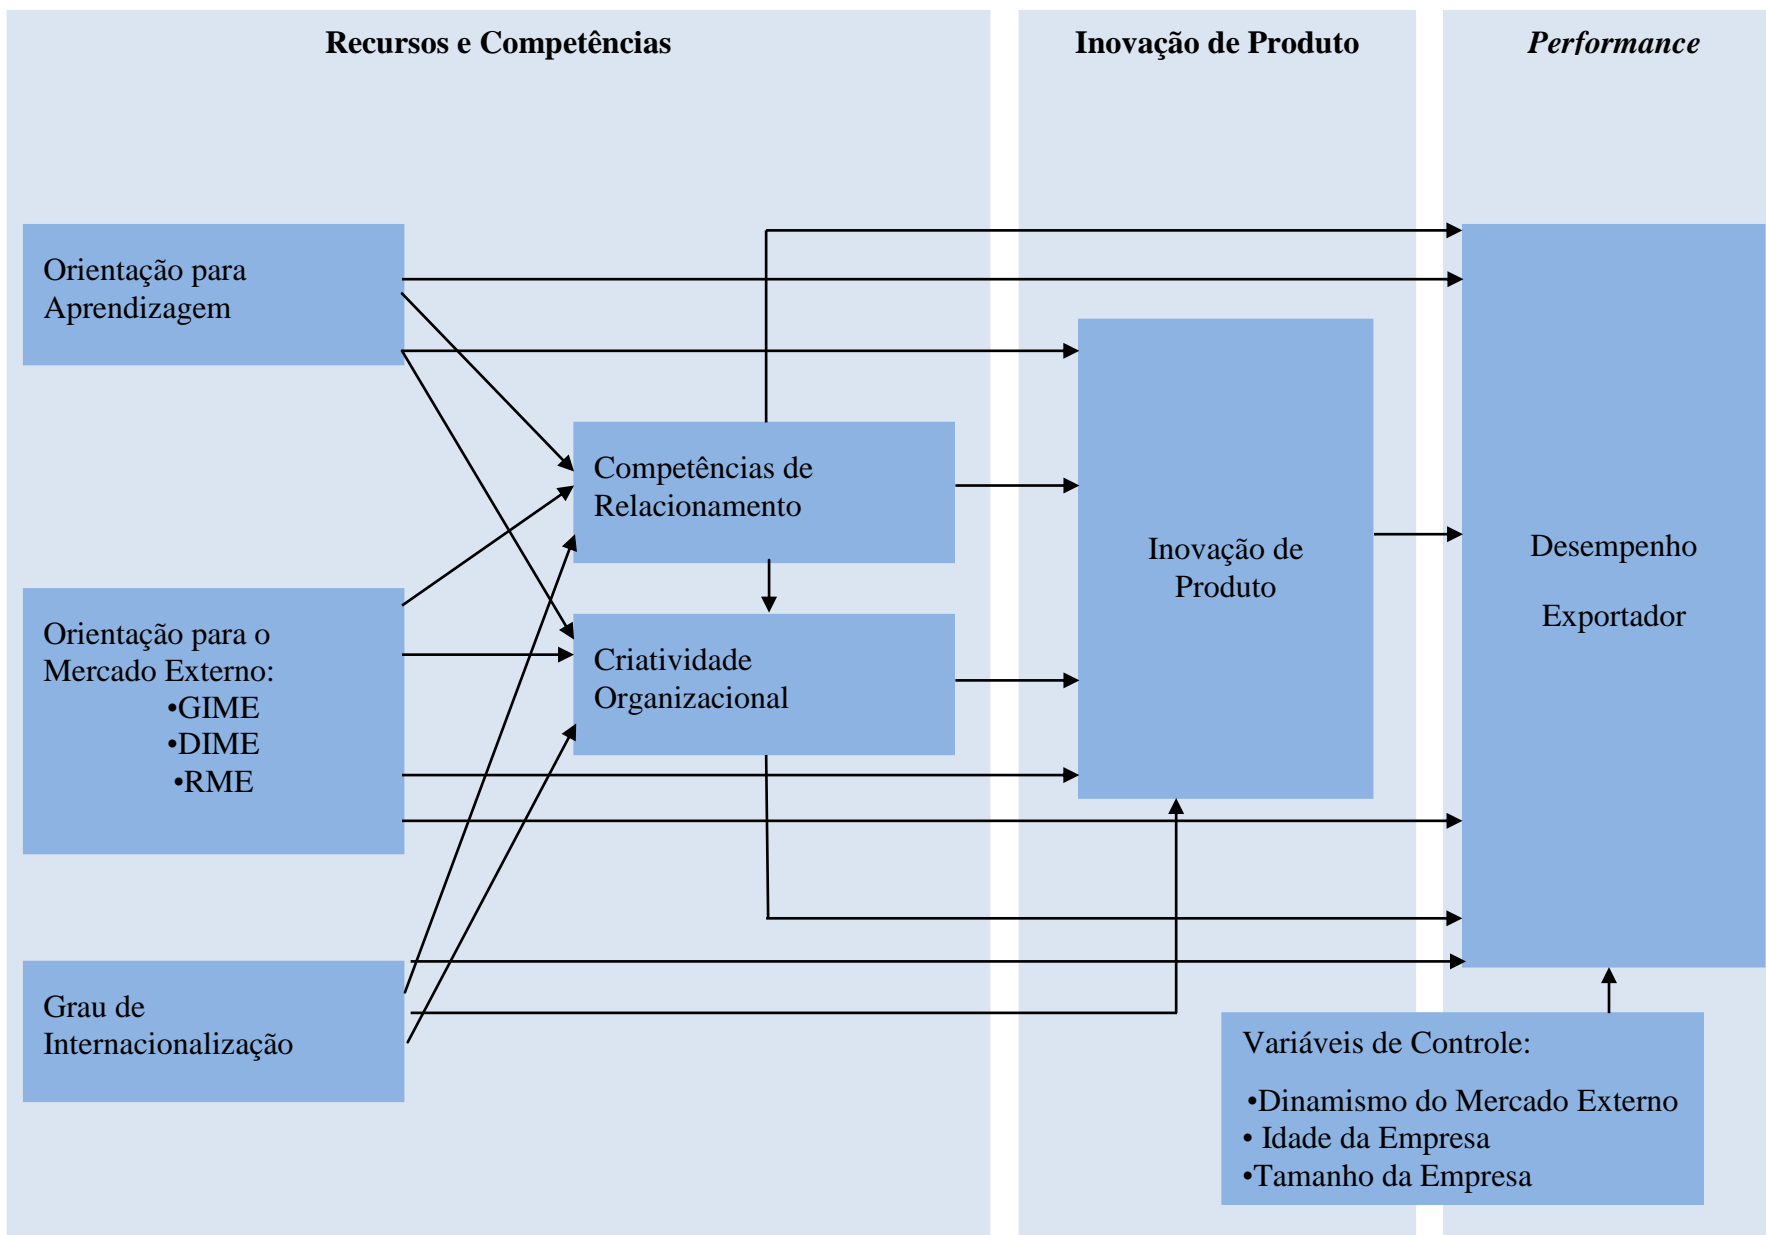 Recursos e Competências
Inovação de Produto
Performance
Orientação para
Aprendizagem
Competências de
Relacionamento
Inovação de
Produto
Desempenho
Exportador
Orientação para o
Mercado Externo:
•GIME
•DIME
•RME
Criatividade
Organizacional
Grau de
Internacionalização
Variáveis de Controle:
•Dinamismo do Mercado Externo
• Idade da Empresa
•Tamanho da Empresa